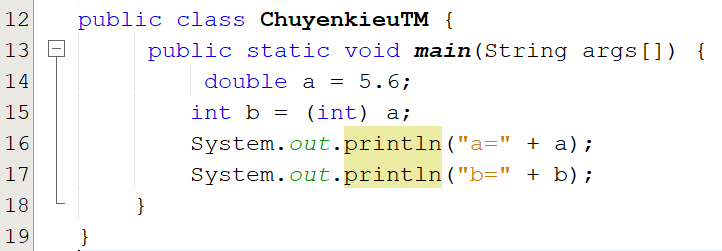 12 public class ChuyenkieuTM {
13 public static void main(String args[]) {
14 double a = 5.6;
15 int b = (int) a;
16 System.out.println("a=" + a);
17 System.out.println("b=" + b);
18 }
19 }